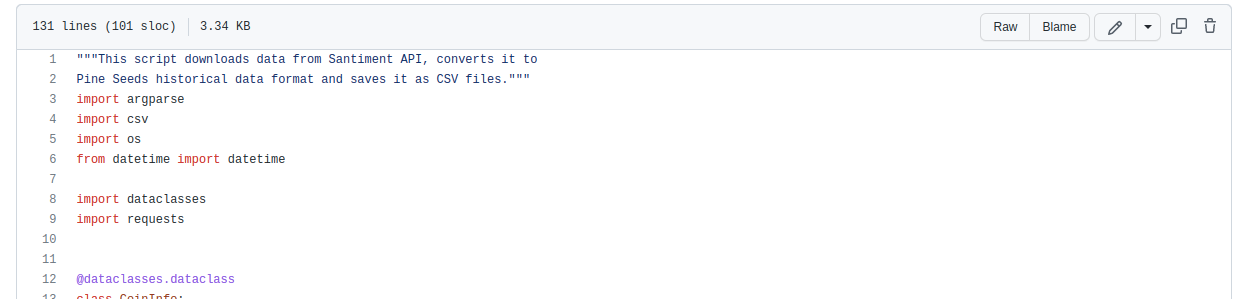 131 lines (101 sloc) 3.34 KB Raw Blame
1 """This script downloads data from Santiment API, converts it to
2 Pine Seeds historical data format and saves it as CSV files."""
3 import argparse
4 import csv
5 import os
6 from datetime import datetime
7
8 import dataclasses
9 import requests
10
11
12 @dataclasses.dataclass
13 class CoinInfo: